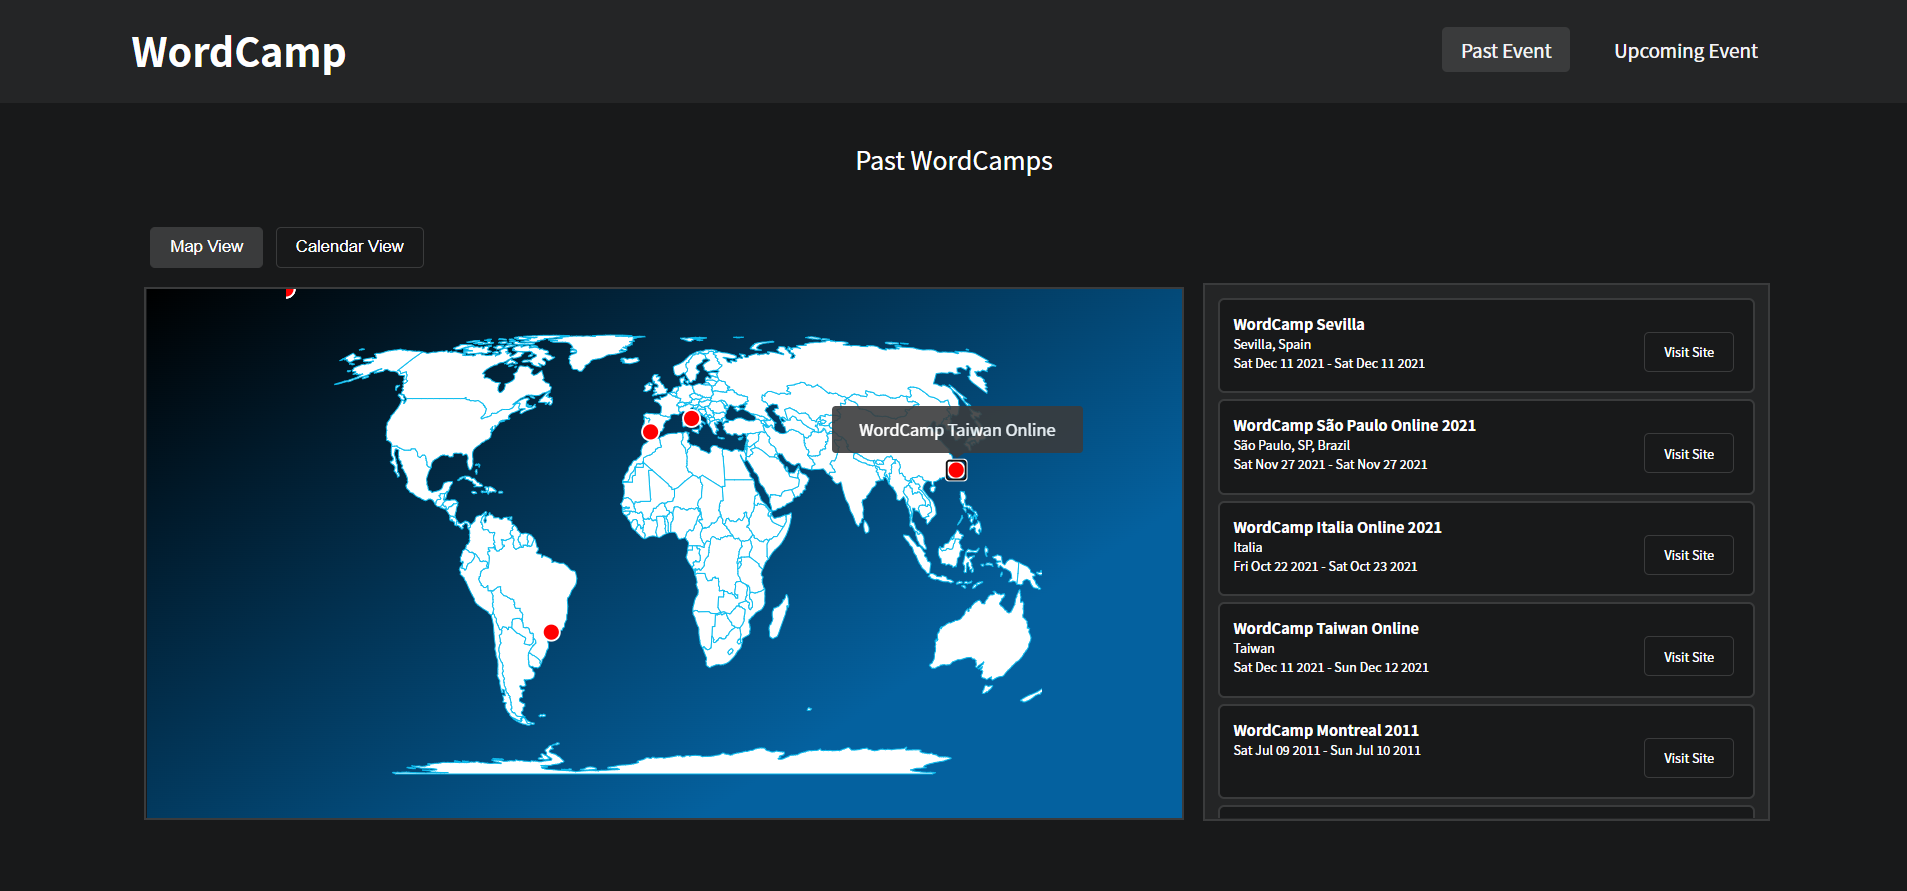 WordCamp
Past Event
Upcoming Event
Past WordCamps
Map View
Calendar View
WordCamp Taiwan Online
WordCamp Sevilla
Sevilla, Spain
Sat Dec 11 2021 - Sat Dec 11 2021
Visit Site
WordCamp São Paulo Online 2021
São Paulo, SP, Brazil
Sat Nov 27 2021 - Sat Nov 27 2021
Visit Site
WordCamp Italia Online 2021
Italia
Fri Oct 22 2021 - Sat Oct 23 2021
Visit Site
WordCamp Taiwan Online
Taiwan
Sat Dec 11 2021 - Sun Dec 12 2021
Visit Site
WordCamp Montreal 2011
Sat Jul 09 2011 - Sun Jul 10 2011
Visit Site